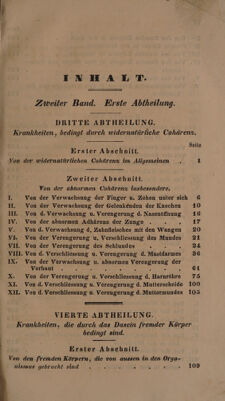 INHALT.
Zweiter Band. Erste Abtheilung.
DRITTE ABTHEILUNG.
Krankheiten, bedingt durch widernatürliche Cohärenz.
Seite
Erster Abschnitt.
Von der widernatürlichen Cohärenz im Allgemeinen . 1
Zweiter Abschnitt.
Von der abnormen Cohärenz insbesondere.
I. Von der Verwachsung der Finger u. Zehen unter sich 6
II. Von der Verwachsung der Gelenkenden der Knochen 10
III. Von d. Verwachsung u. Verengerung d. Nasenöffnung 16
IV. Von der abnormen Adhärenz der Zunge . . 17
V. Von d. Verwachsung d. Zahnfleisches mit den Wangen 20
VI. Von der Verengerung u. Verschliessung des Mundes 21
VII. Von der Verengerung des Schlundes . . 24
VIII. Von d. Verschliessung u. Verengerung d. Mastdarmes 36
IX. Von der Verwachsung u. abnormen Verengerung der
Vorhaut . . . . . 61
X. Von d. Verengerung u. Verschliessung d. Harnröhre 75
XI. Von d. Verschliessung u. Verengerung d. Mutterscheide 100
XII. Von d. Verschliessung u. Verengerung d. Muttermundes 105
VIERTE ABTHEILUNG.
Krankheiten, die durch das Dasein fremder Körper
bedingt sind.
Erster Abschnitt.
Von den fremden Körpern, die von aussen in den Orga-
nismus gebracht sind . . . . 109